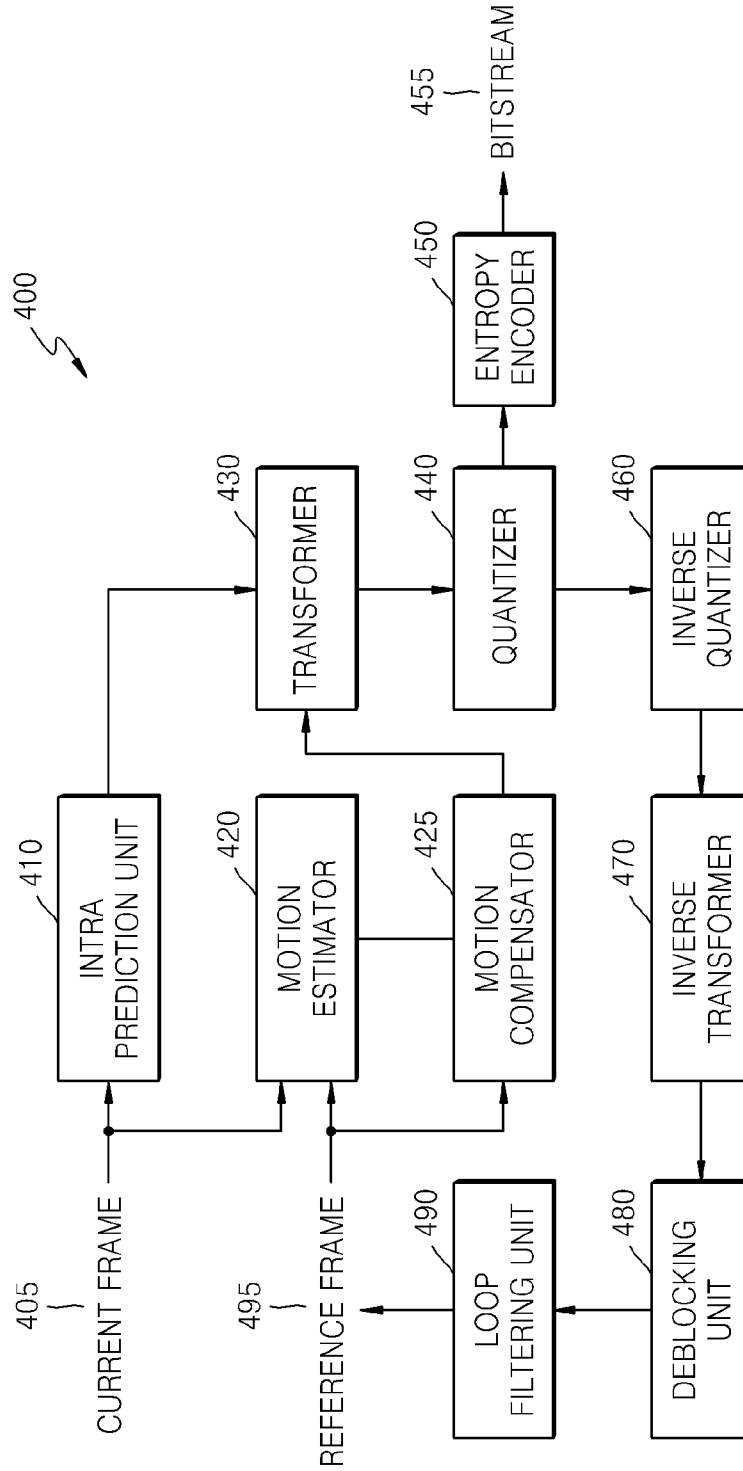 400
405
CURRENT FRAME
410
INTRA
PREDICTION UNIT
420
MOTION
ESTIMATOR
430
TRANSFORMER
495
REFERENCE FRAME
425
MOTION
COMPENSATOR
440
QUANTIZER
450
ENTROPY
ENCODER
455
BITSTREAM
490
LOOP
FILTERING UNIT
480
DEBLOCKING
UNIT
470
INVERSE
TRANSFORMER
460
INVERSE
QUANTIZER